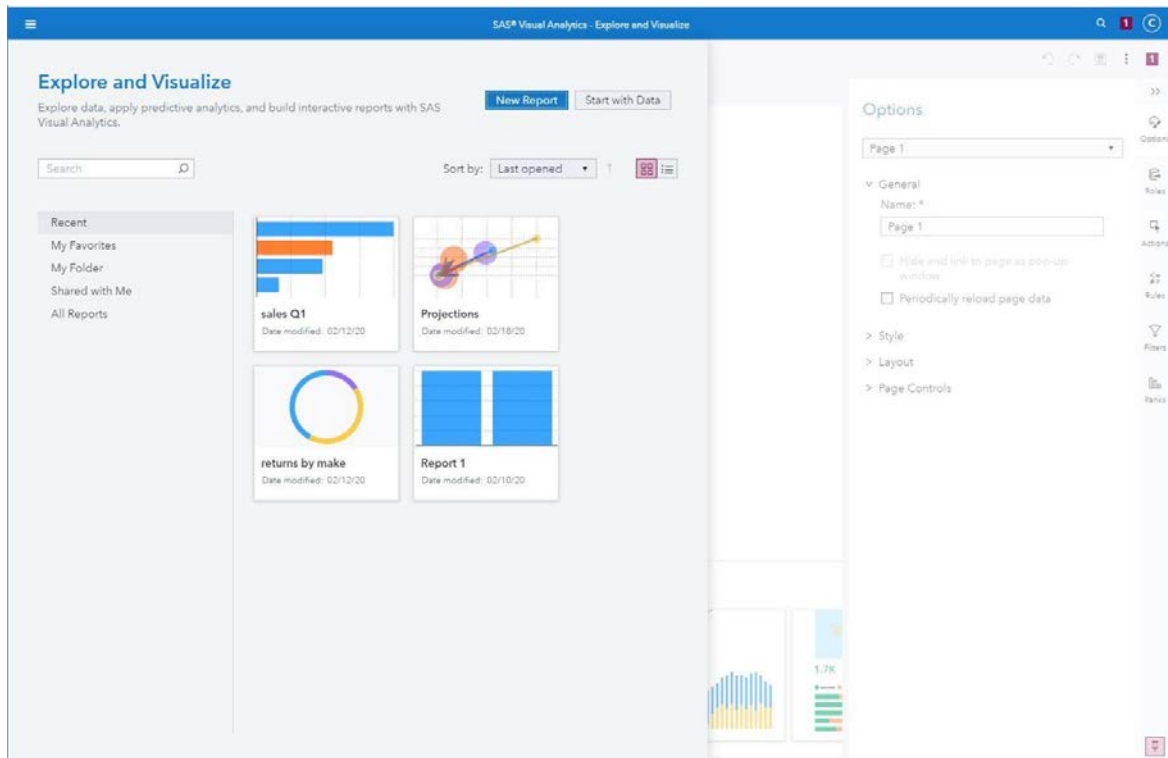 SAS® Visual Analytics - Explore and Visualize
1
C
Explore and Visualize
Explore data, apply predictive analytics, and build interactive reports with SAS
Visual Analytics.
New Report
Start with Data
1
Search
Sort by:
Last opened
Recent
My Favorites
My Folder
Shared with Me
All Reports
sales Q1
Date modified: 02/12/20
Projections
Date modified: 02/18/20
returns by make
Date modified: 02/12/20
Report 1
Date modified: 02/10/20
1.7K
Options
Page 1
General
Name: *
Page 1
Hide and link to page as pop-up
window
Periodically reload page data
Style
Layout
Page Controls
Options
Roles
Actions
Rules
Filters
Ranks